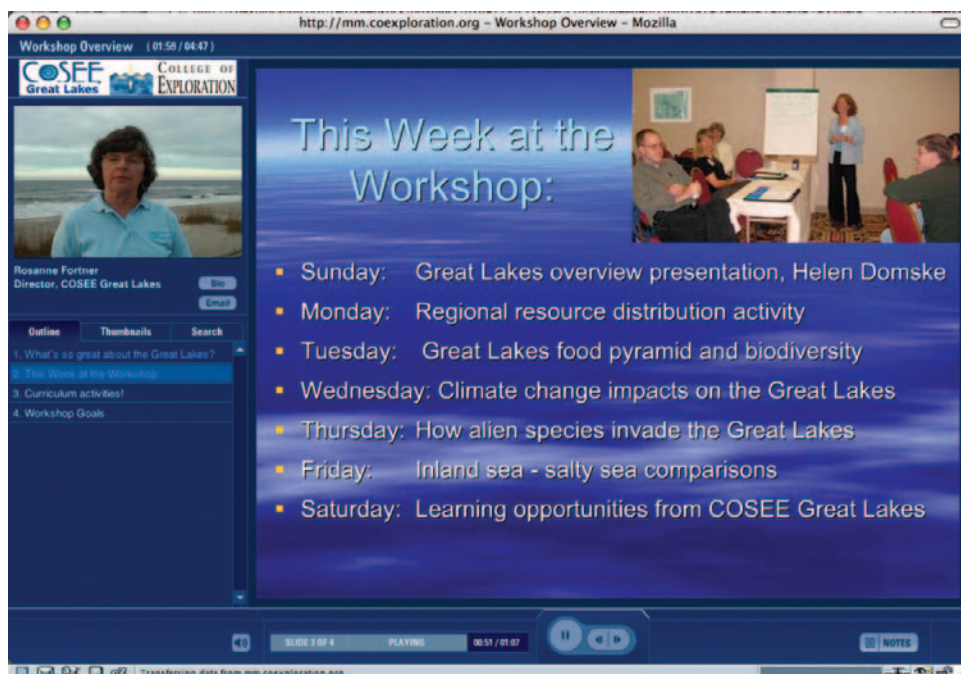 http://mm.coexploration.org – Workshop Overview – Mozilla
Workshop Overview (01:59 / 04:47)
COSEE
Great Lakes
COLLEGE OF
EXPLORATION
This Week at the
Workshop:
Sunday: Great Lakes overview presentation, Helen Domske
Monday: Regional resource distribution activity
Tuesday: Great Lakes food pyramid and biodiversity
Wednesday: Climate change impacts on the Great Lakes
Thursday: How alien species invade the Great Lakes
Friday: Inland sea - salty sea comparisons
Saturday: Learning opportunities from COSEE Great Lakes
Rosanne Fortner
Director, COSEE Great Lakes
Bio
Email
Outline Thumbnails Search
1. What's so great about the Great Lakes?
2. This Week at the Workshop:
3. Curriculum activities!
4. Workshop Goals
SLIDE 2 OF 4 PLAYING 00:51 / 01:07
NOTES
Transferring data from mm.coexploration.org